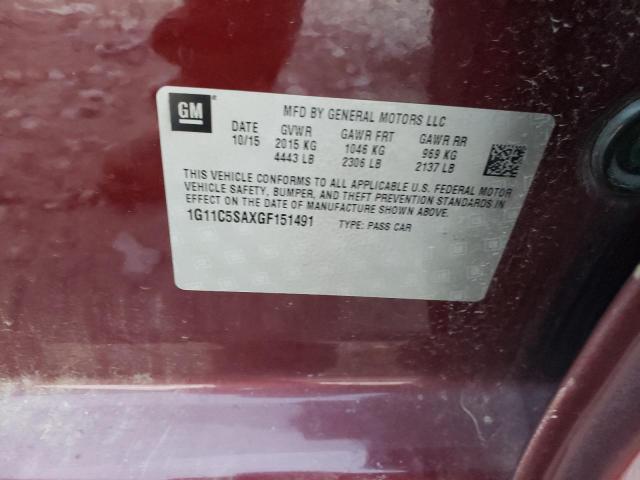 GM
MFD BY GENERAL MOTORS LLC
DATE GVWR GAWR FRT GAWR RR
10/15 2015 KG 1046 KG 969 KG
4443 LB 2306 LB 2137 LB
THIS VEHICLE CONFORMS TO ALL APPLICABLE U.S. FEDERAL MOTOR
VEHICLE SAFETY, BUMPER, AND THEFT PREVENTION STANDARDS IN
EFFECT ON THE DATE OF MANUFACTURE SHOWN ABOVE.
1G11C5SAXGF151491 TYPE: PASS CAR